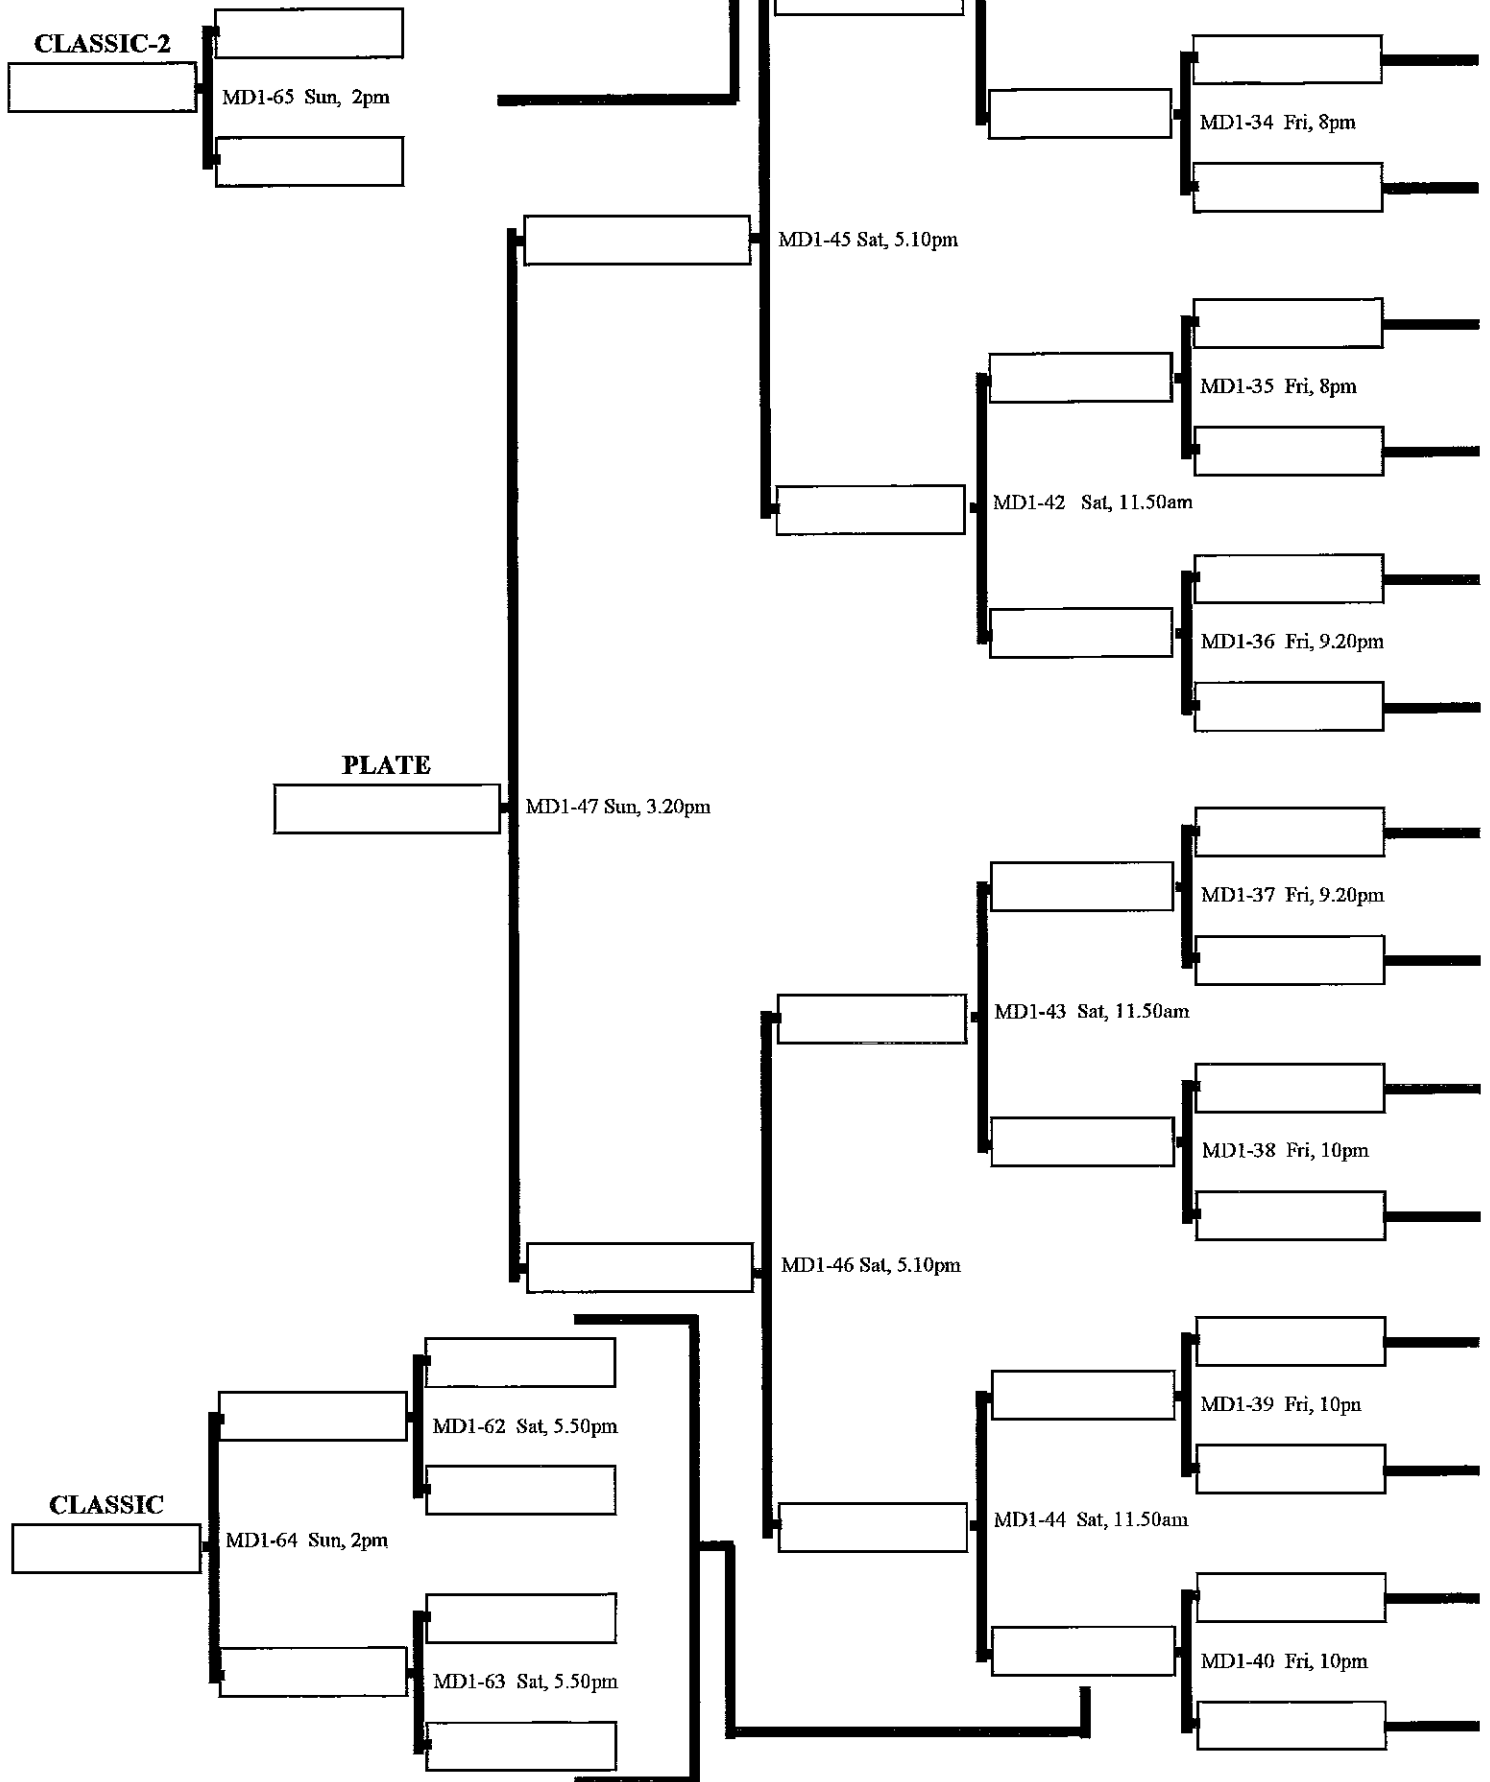 CLASSIC-2
MD1-65 Sun, 2pm
MD1-34 Fri, 8pm
MD1-45 Sat, 5.10pm
MD1-35 Fri, 8pm
MD1-42 Sat, 11.50am
MD1-36 Fri, 9.20pm
PLATE
MD1-47 Sun, 3.20pm
MD1-37 Fri, 9.20pm
MD1-43 Sat, 11.50am
MD1-38 Fri, 10pm
MD1-46 Sat, 5.10pm
MD1-39 Fri, 10pn
MD1-62 Sat, 5.50pm
CLASSIC
MD1-44 Sat, 11.50am
MD1-64 Sun, 2pm
MD1-40 Fri, 10pm
MD1-63 Sat, 5.50pm